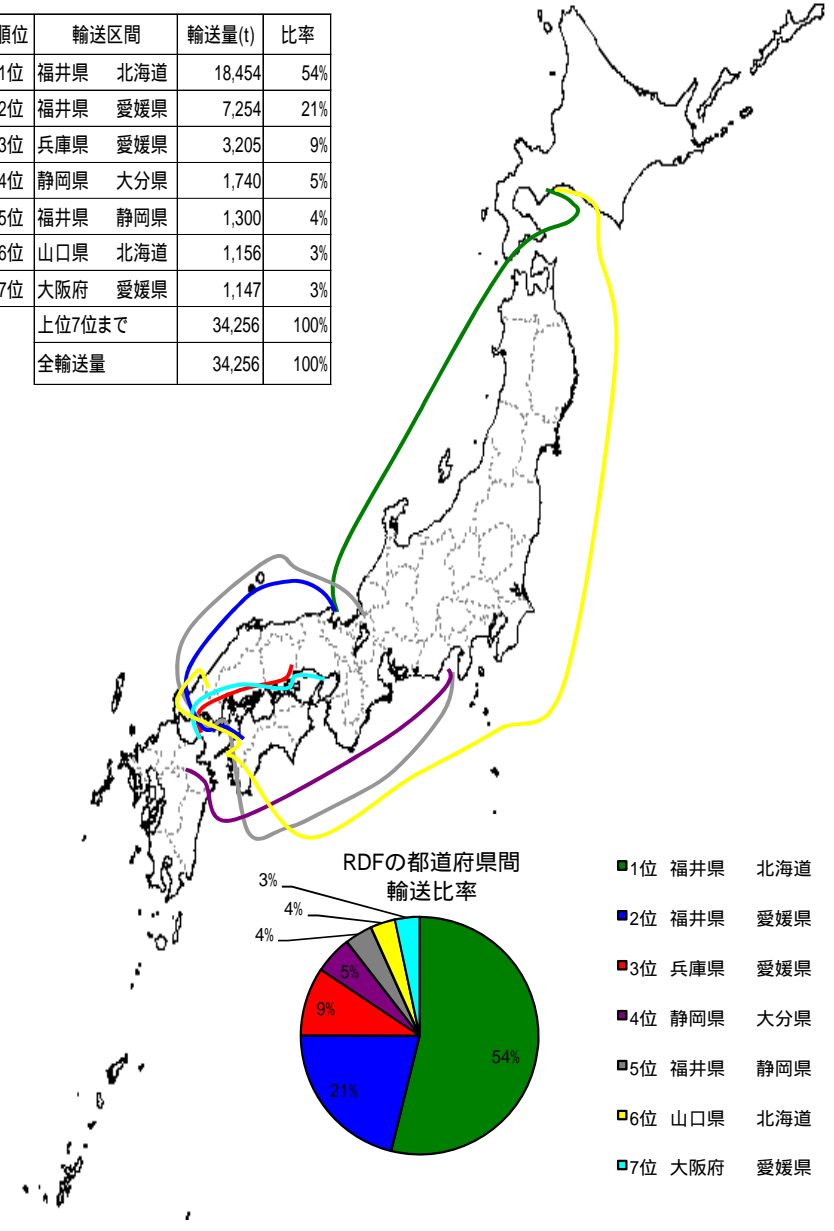 順位 輸送区間 輸送量(t) 比率
1位 福井県 北海道 18,454 54%
2位 福井県 愛媛県 7,254 21%
3位 兵庫県 愛媛県 3,205 9%
4位 静岡県 大分県 1,740 5%
5位 福井県 静岡県 1,300 4%
6位 山口県 北海道 1,156 3%
7位 大阪府 愛媛県 1,147 3%
上位7位まで 34,256 100%
全輸送量 34,256 100%
RDFの都道府県間
輸送比率
3%
4%
4%
5%
9%
21%
54%
1位 福井県 北海道
2位 福井県 愛媛県
3位 兵庫県 愛媛県
4位 静岡県 大分県
5位 福井県 静岡県
6位 山口県 北海道
7位 大阪府 愛媛県